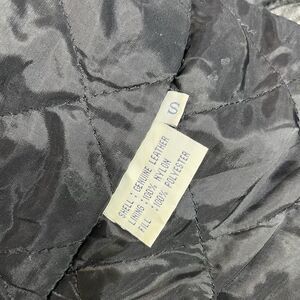 S
SHELL : GENUINE LEATHER
LINING : 100% NYLON
FILL : 100% POLYESTER